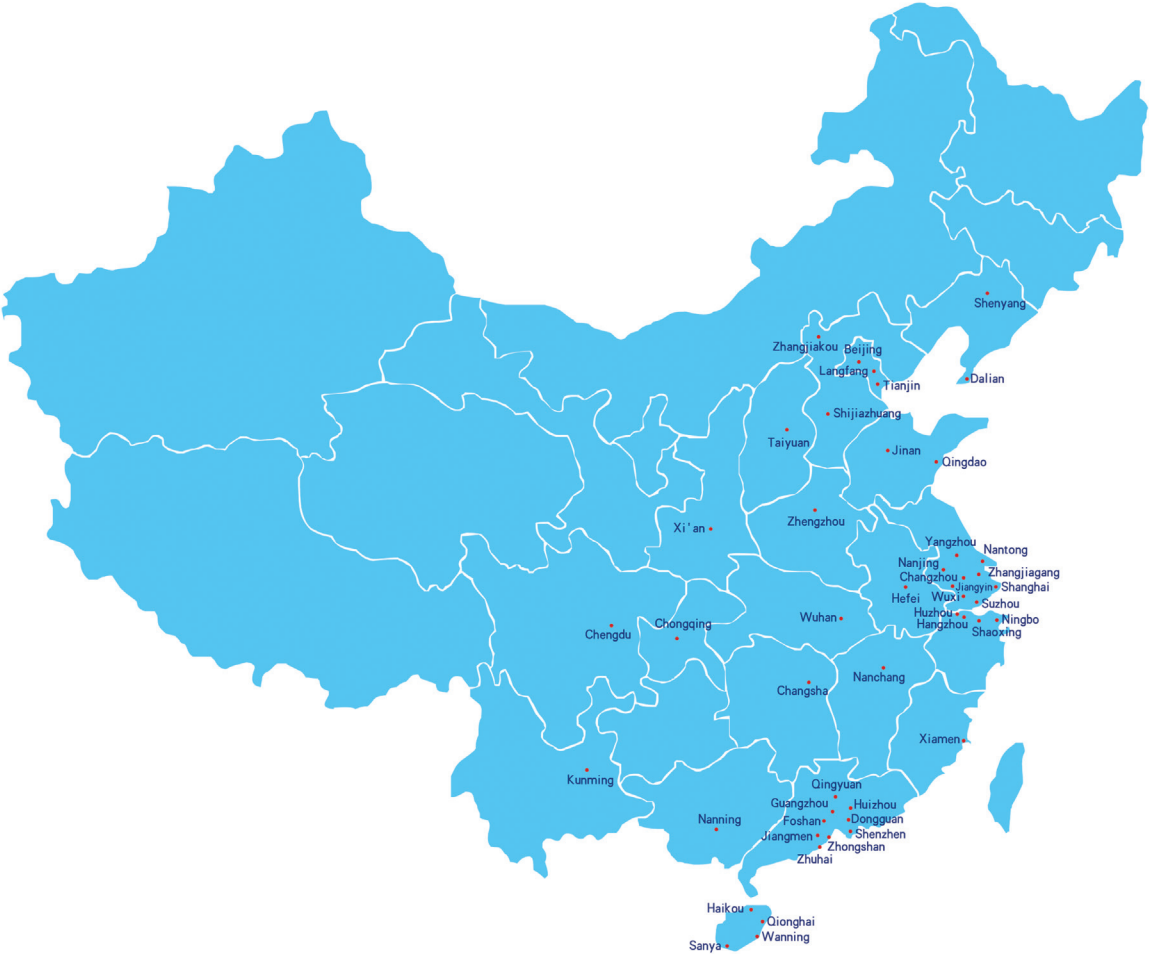 Shenyang
Zhangjiakou
Beijing
Langfang
Dalian
Tianjin
Shijiazhuang
Taiyuan
Jinan
Qingdao
Zhengzhou
Xi'an
Yangzhou
Nantong
Nanjing
Zhangjiagang
Changzhou
Jiangyin
Shanghai
Hefei
Wuxi
Suzhou
Huzhou
Wuhan
Ningbo
Hangzhou
Chongqing
Shaoxing
Chengdu
Nanchang
Changsha
Xiamen
Kunming
Qingyuan
Guangzhou
Huizhou
Nanning
Foshan
Dongguan
Jiangmen
Shenzhen
Zhongshan
Zhuhai
Haikou
Qionghai
Wanning
Sanya